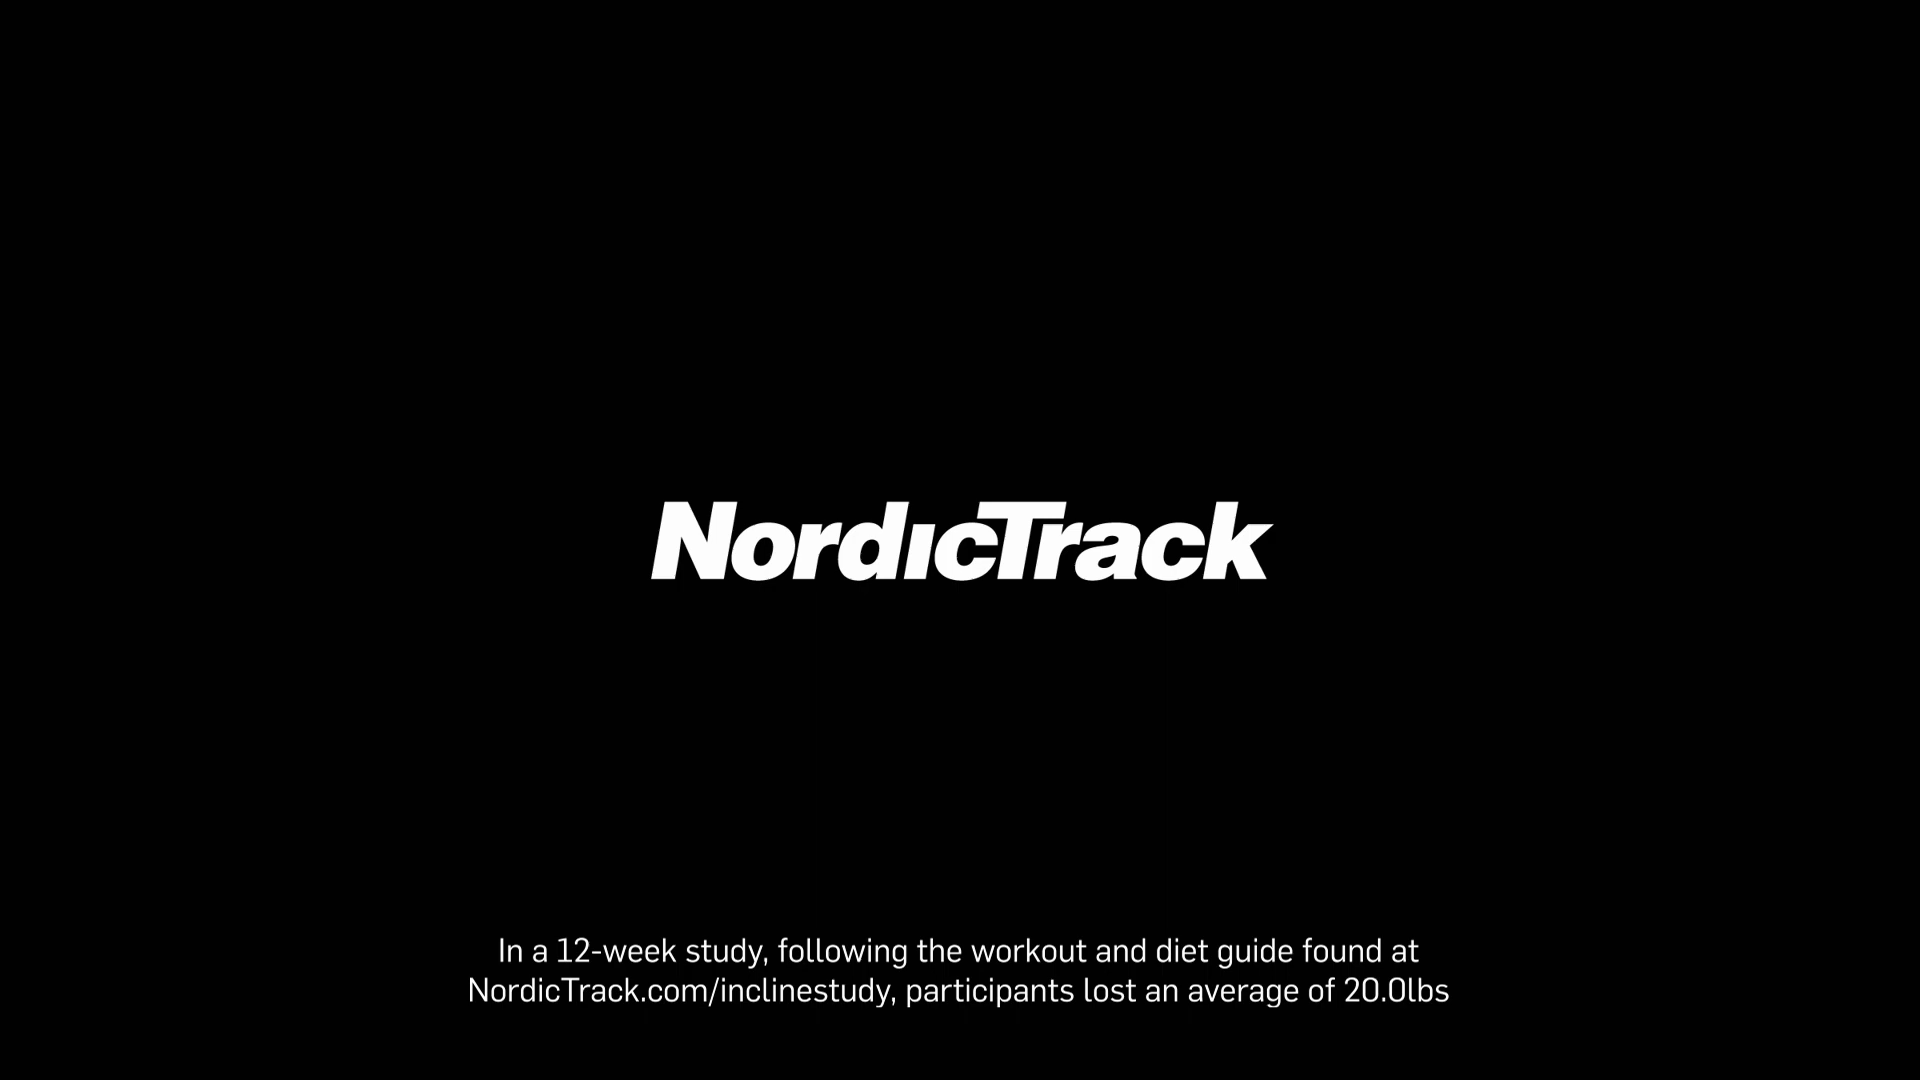 NordicTrack
In a 12-week study, following the workout and diet guide found at
NordicTrack.com/inclinestudy, participants lost an average of 20.0lbs